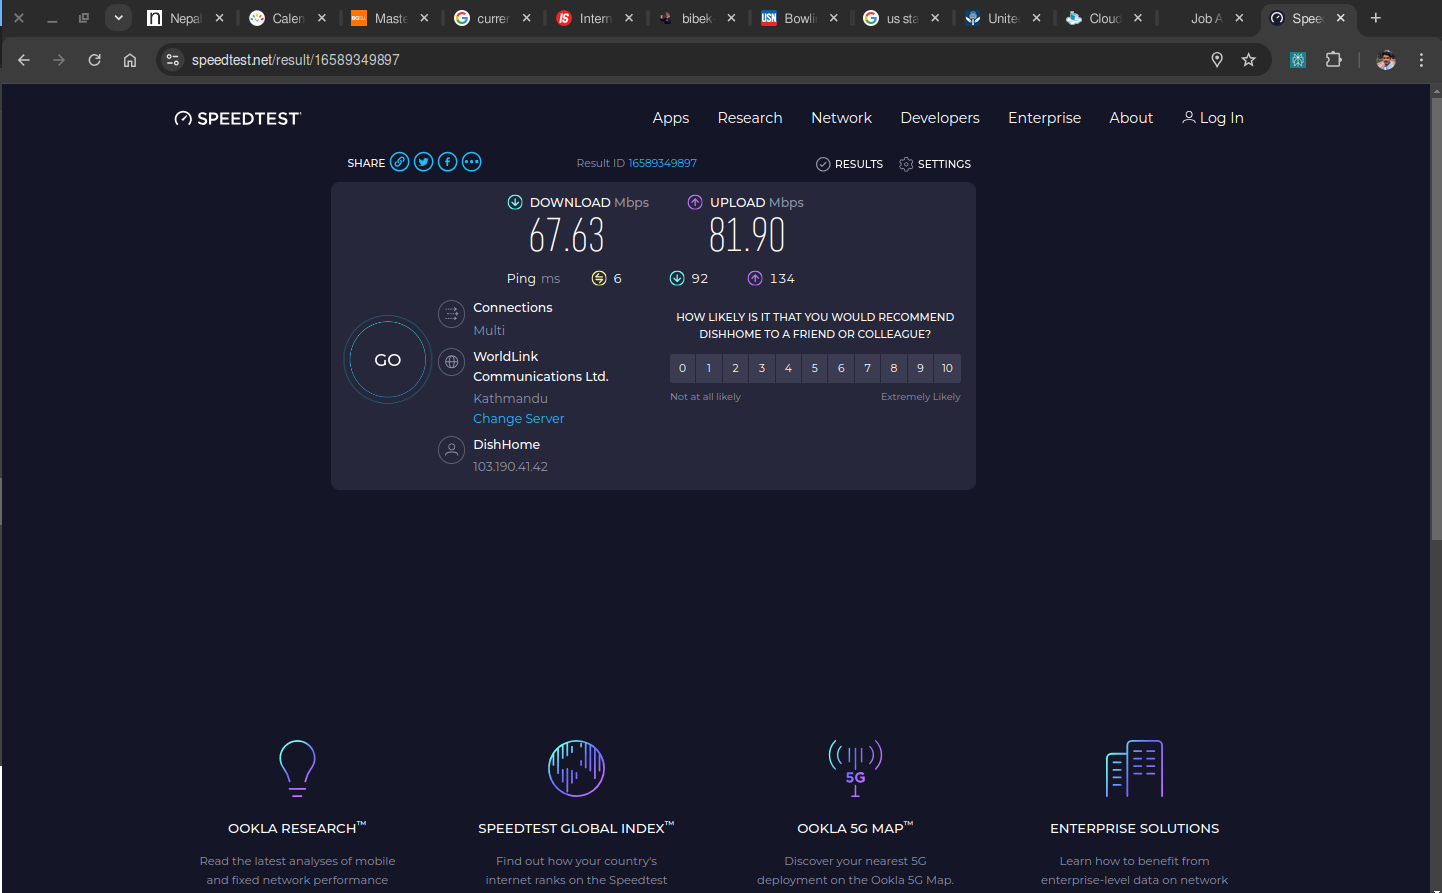 Nepal
Calen
Maste
curren
Intern
bibek
Bowli
us sta
Unite
Cloud
Job A
Speed
speedtest.net/result/16589349897
SPEEDTEST
Apps Research Network Developers Enterprise About Log In
SHARE Result ID 16589349897 RESULTS SETTINGS
DOWNLOAD Mbps UPLOAD Mbps
67.63 81.90
Ping ms 6 92 134
GO
Connections
Multi
WorldLink
Communications Ltd.
Kathmandu
Change Server
DishHome
103.190.41.42
HOW LIKELY IS IT THAT YOU WOULD RECOMMEND
DISHHOME TO A FRIEND OR COLLEAGUE?
0 1 2 3 4 5 6 7 8 9 10
Not at all likely Extremely Likely
5G
OOKLA RESEARCH™
Read the latest analyses of mobile
and fixed network performance
SPEEDTEST GLOBAL INDEX™
Find out how your country's
internet ranks on the Speedtest
OOKLA 5G MAP™
Discover your nearest 5G
deployment on the Ookla 5G Map.
ENTERPRISE SOLUTIONS
Learn how to benefit from
enterprise-level data on network